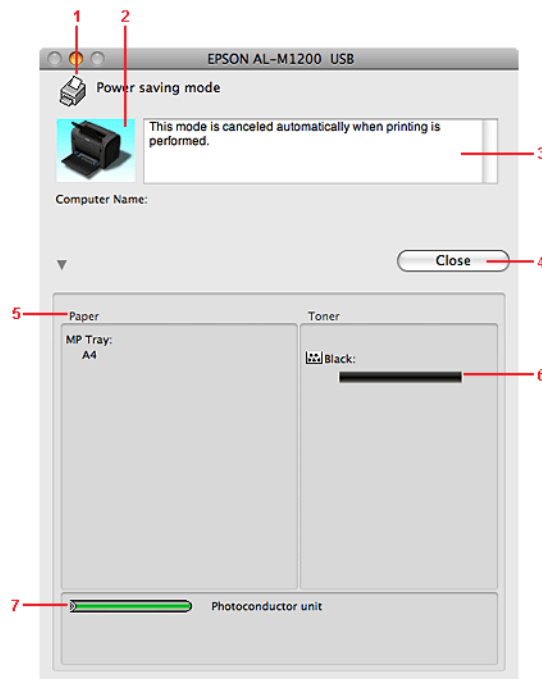 1 2
EPSON AL-M1200 USB
Power saving mode
This mode is canceled automatically when printing is
performed.
3
Computer Name:
Close 4
5 Paper Toner
MP Tray:
A4
Black:
6
7 Photoconductor unit